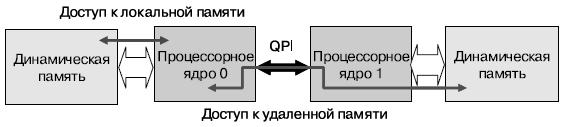 Доступ к локальной памяти
Динамическая
память
Процессорное
ядро 0
QPI
Процессорное
ядро 1
Динамическая
память
Доступ к удаленной памяти